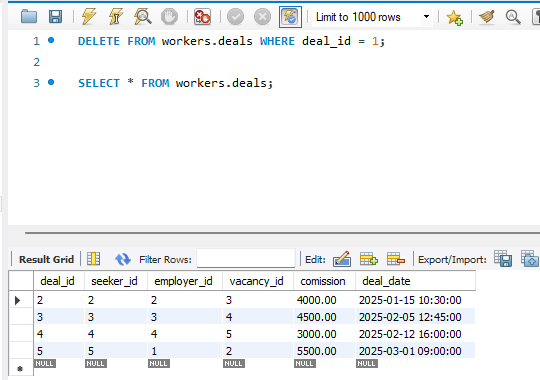 Limit to 1000 rows
1 DELETE FROM workers.deals WHERE deal_id = 1;
2
3 SELECT * FROM workers.deals;
Result Grid Filter Rows: Edit: Export/Import:
deal_id seeker_id employer_id vacancy_id comission deal_date
2 2 2 3 4000.00 2025-01-15 10:30:00
3 3 3 4 4500.00 2025-02-05 12:45:00
4 4 4 5 3000.00 2025-02-12 16:00:00
5 5 1 2 5500.00 2025-03-01 09:00:00
NULL NULL NULL NULL NULL NULL